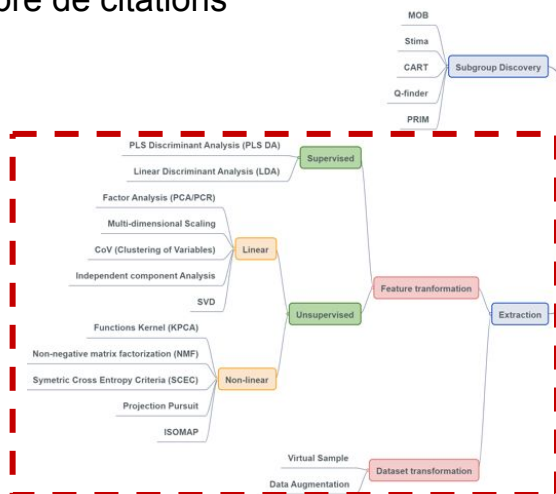 bre de citations
MOB
Stima
CART
Q-finder
PRIM
Subgroup Discovery
PLS Discriminant Analysis (PLS DA)
Linear Discriminant Analysis (LDA)
Supervised
Factor Analysis (PCA/PCR)
Multi-dimensional Scaling
CoV (Clustering of Variables)
Independent component Analysis
SVD
Linear
Functions Kernel (KPCA)
Non-negative matrix factorization (NMF)
Symetric Cross Entropy Criteria (SCEC)
Projection Pursuit
ISOMAP
Non-linear
Unsupervised
Feature tranformation
Extraction
Virtual Sample
Data Augmentation
Dataset transformation